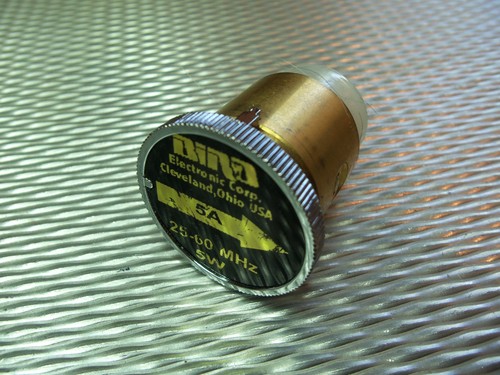 Bird
Electronic Corp.
Cleveland, Ohio USA
5A
25-60 MHz
5W